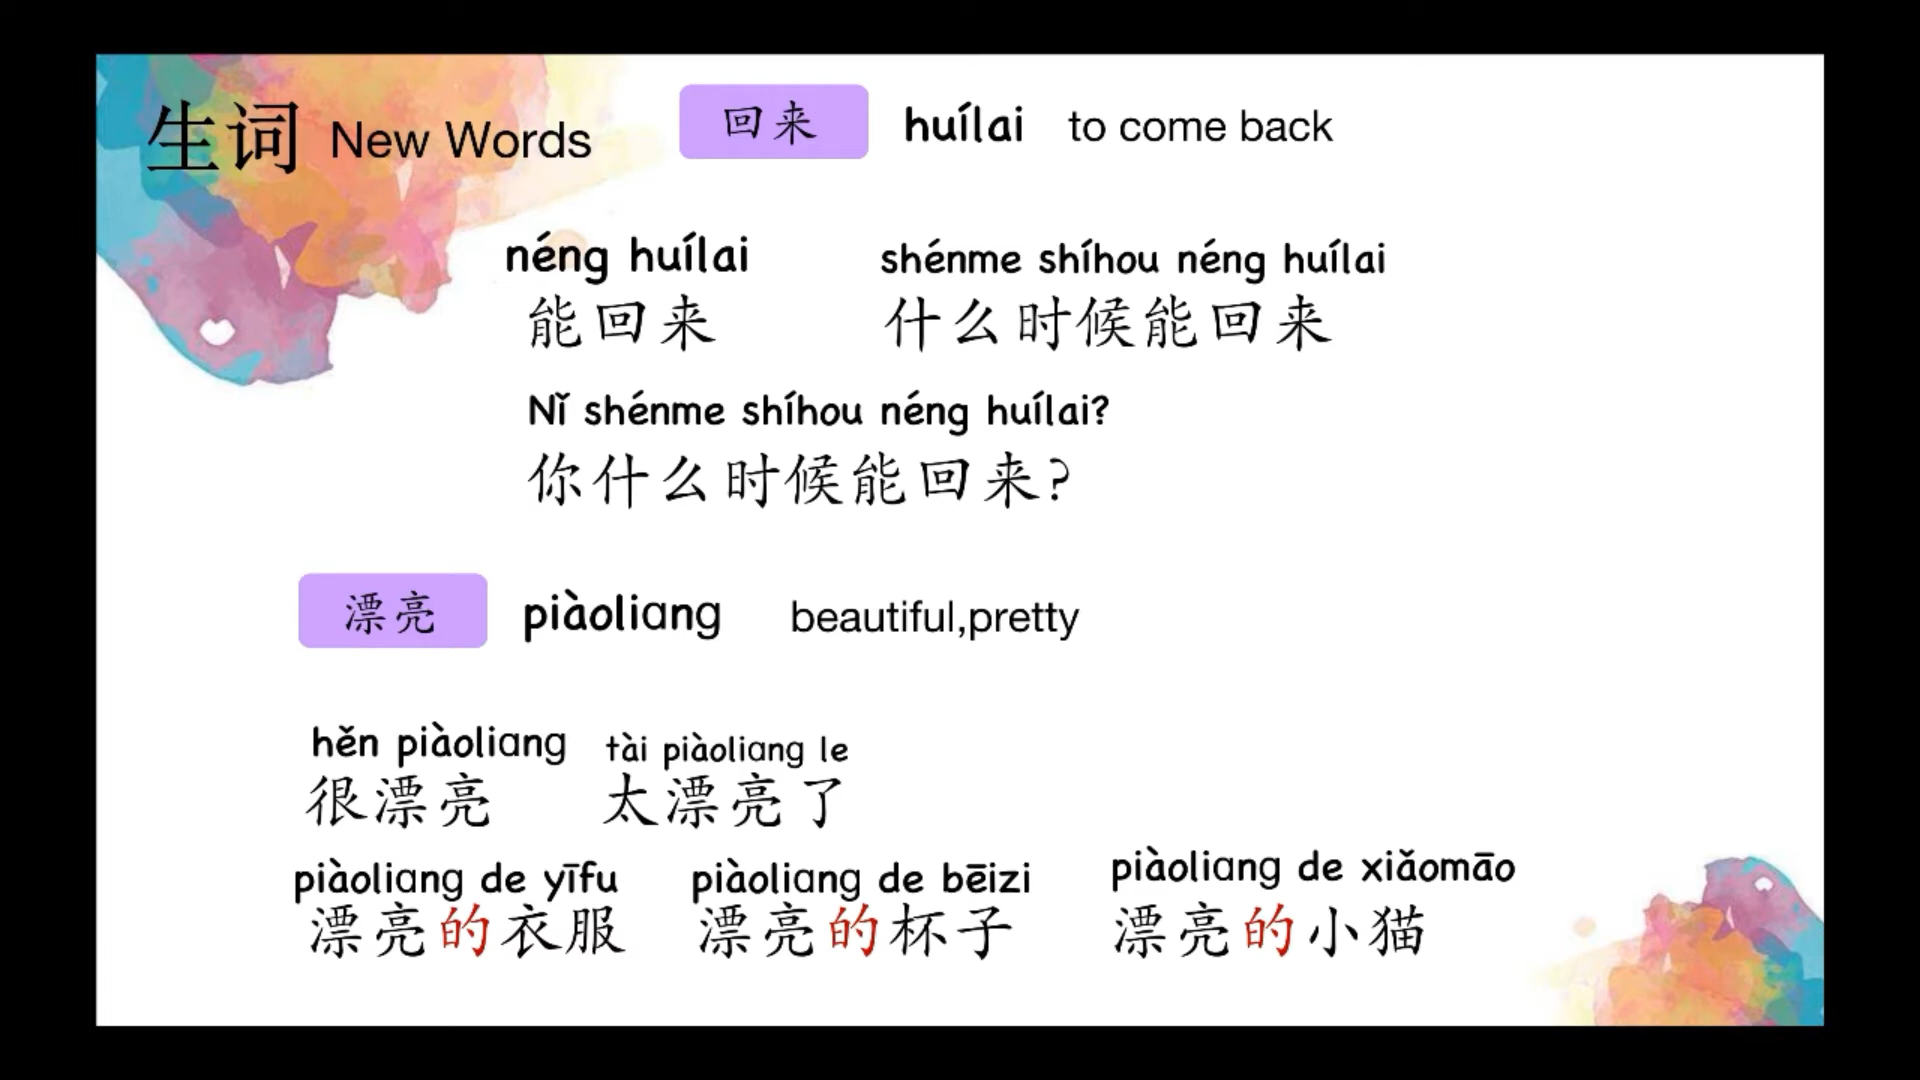 生词 New Words
回来 huílai to come back
néng huílai shénme shíhou néng huílai
能回来 什么时候能回来
Nǐ shénme shíhou néng huílai?
你什么时候能回来?
漂亮 piàoliang beautiful,pretty
hěn piàoliang tài piàoliang le
很漂亮 太漂亮了
piàoliang de yīfu piàoliang de bēizi piàoliang de xiǎomāo
漂亮的衣服 漂亮的杯子 漂亮的小猫